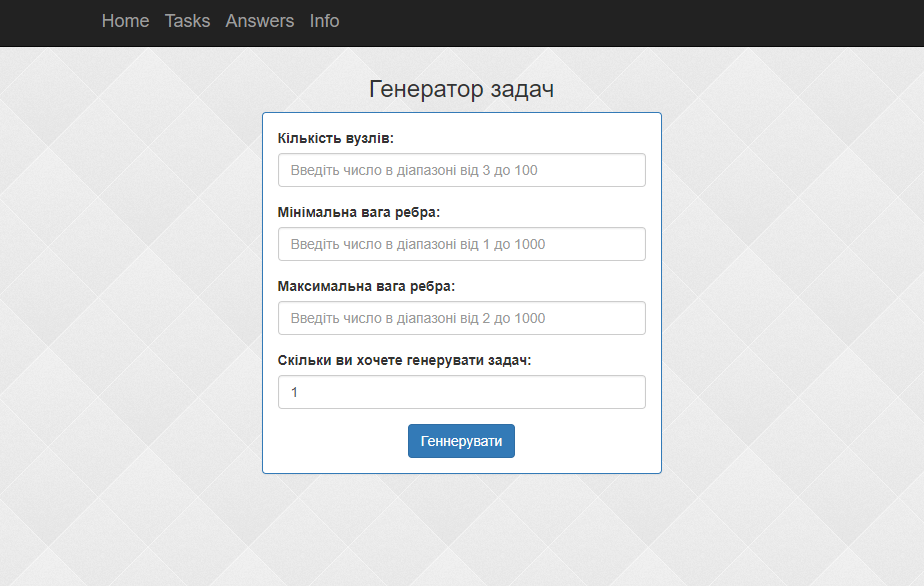 Home Tasks Answers Info
Генератор задач
Кількість вузлів:
Введіть число в діапазоні від 3 до 100
Мінімальна вага ребра:
Введіть число в діапазоні від 1 до 1000
Максимальна вага ребра:
Введіть число в діапазоні від 2 до 1000
Скільки ви хочете генерувати задач:
1
Геннерувати